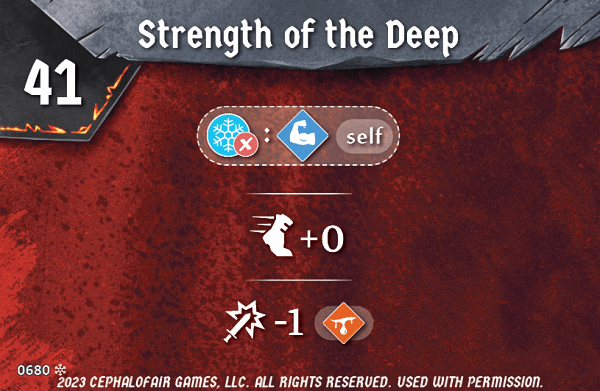 Strength of the Deep
41
: self
+0
-1
0680
2023 CEPHALOFAIR GAMES, LLC. ALL RIGHTS RESERVED. USED WITH PERMISSION.